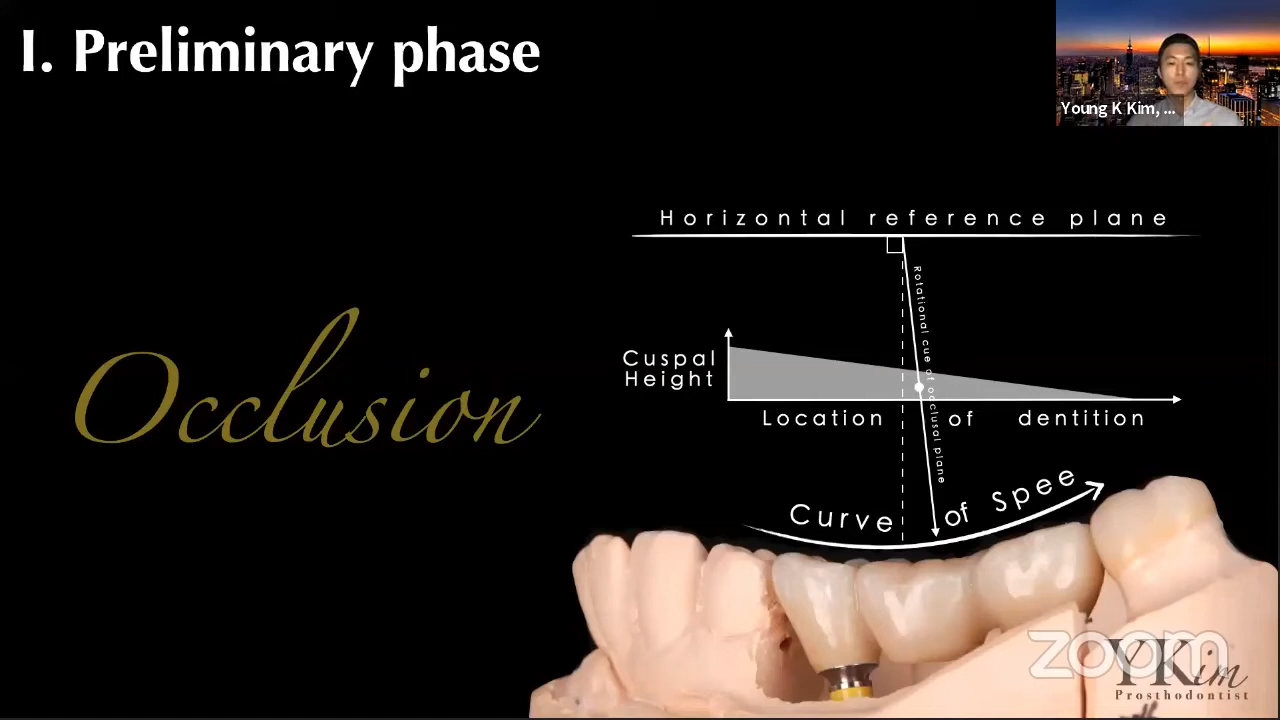 I. Preliminary phase
Young K Kim, ...
Horizontal reference plane
Rotational cue of occlusal plane
Cuspal
Height
Location of dentition
Occlusion
Curve of Spee
zoom
YKim
Prosthodontist